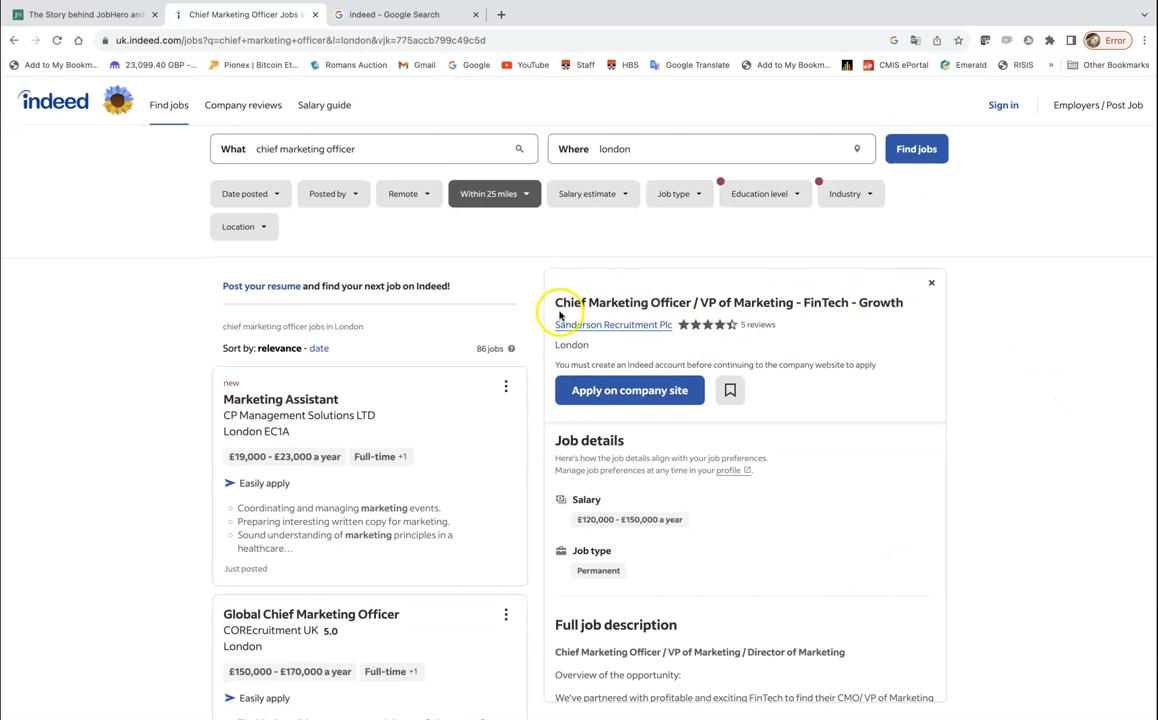 The Story behind JobHero and
Chief Marketing Officer Jobs in
indeed - Google Search
uk.indeed.com/jobs?q=chief+marketing+officer&l=london&vjk=775accb799c49c5d
Error
Add to My Bookm...
23,099.40 GBP -...
Pionex | Bitcoin Et...
Romans Auction
Gmail
Google
YouTube
Staff
HBS
Google Translate
Add to My Bookm...
CMIS ePortal
Emerald
RISIS
»
Other Bookmarks
indeed
Find jobs
Company reviews
Salary guide
Sign in
Employers / Post Job
What chief marketing officer
Where london
Find jobs
Date posted
Posted by
Remote
Within 25 miles
Salary estimate
Job type
Education level
Industry
Location
Post your resume and find your next job on Indeed!
chief marketing officer jobs in London
Sort by: relevance - date
86 jobs
new
Marketing Assistant
CP Management Solutions LTD
London EC1A
£19,000 - £23,000 a year
Full-time +1
Easily apply
Coordinating and managing marketing events.
Preparing interesting written copy for marketing.
Sound understanding of marketing principles in a
healthcare…
Just posted
Global Chief Marketing Officer
COREcruitment UK 5.0
London
£150,000 - £170,000 a year
Full-time +1
Easily apply
Chief Marketing Officer / VP of Marketing - FinTech - Growth
Sanderson Recruitment Plc
5 reviews
London
You must create an Indeed account before continuing to the company website to apply
Apply on company site
Job details
Here's how the job details align with your job preferences.
Manage job preferences at any time in your profile.
Salary
£120,000 - £150,000 a year
Job type
Permanent
Full job description
Chief Marketing Officer / VP of Marketing / Director of Marketing
Overview of the opportunity:
We've partnered with profitable and exciting FinTech to find their CMO/ VP of Marketing